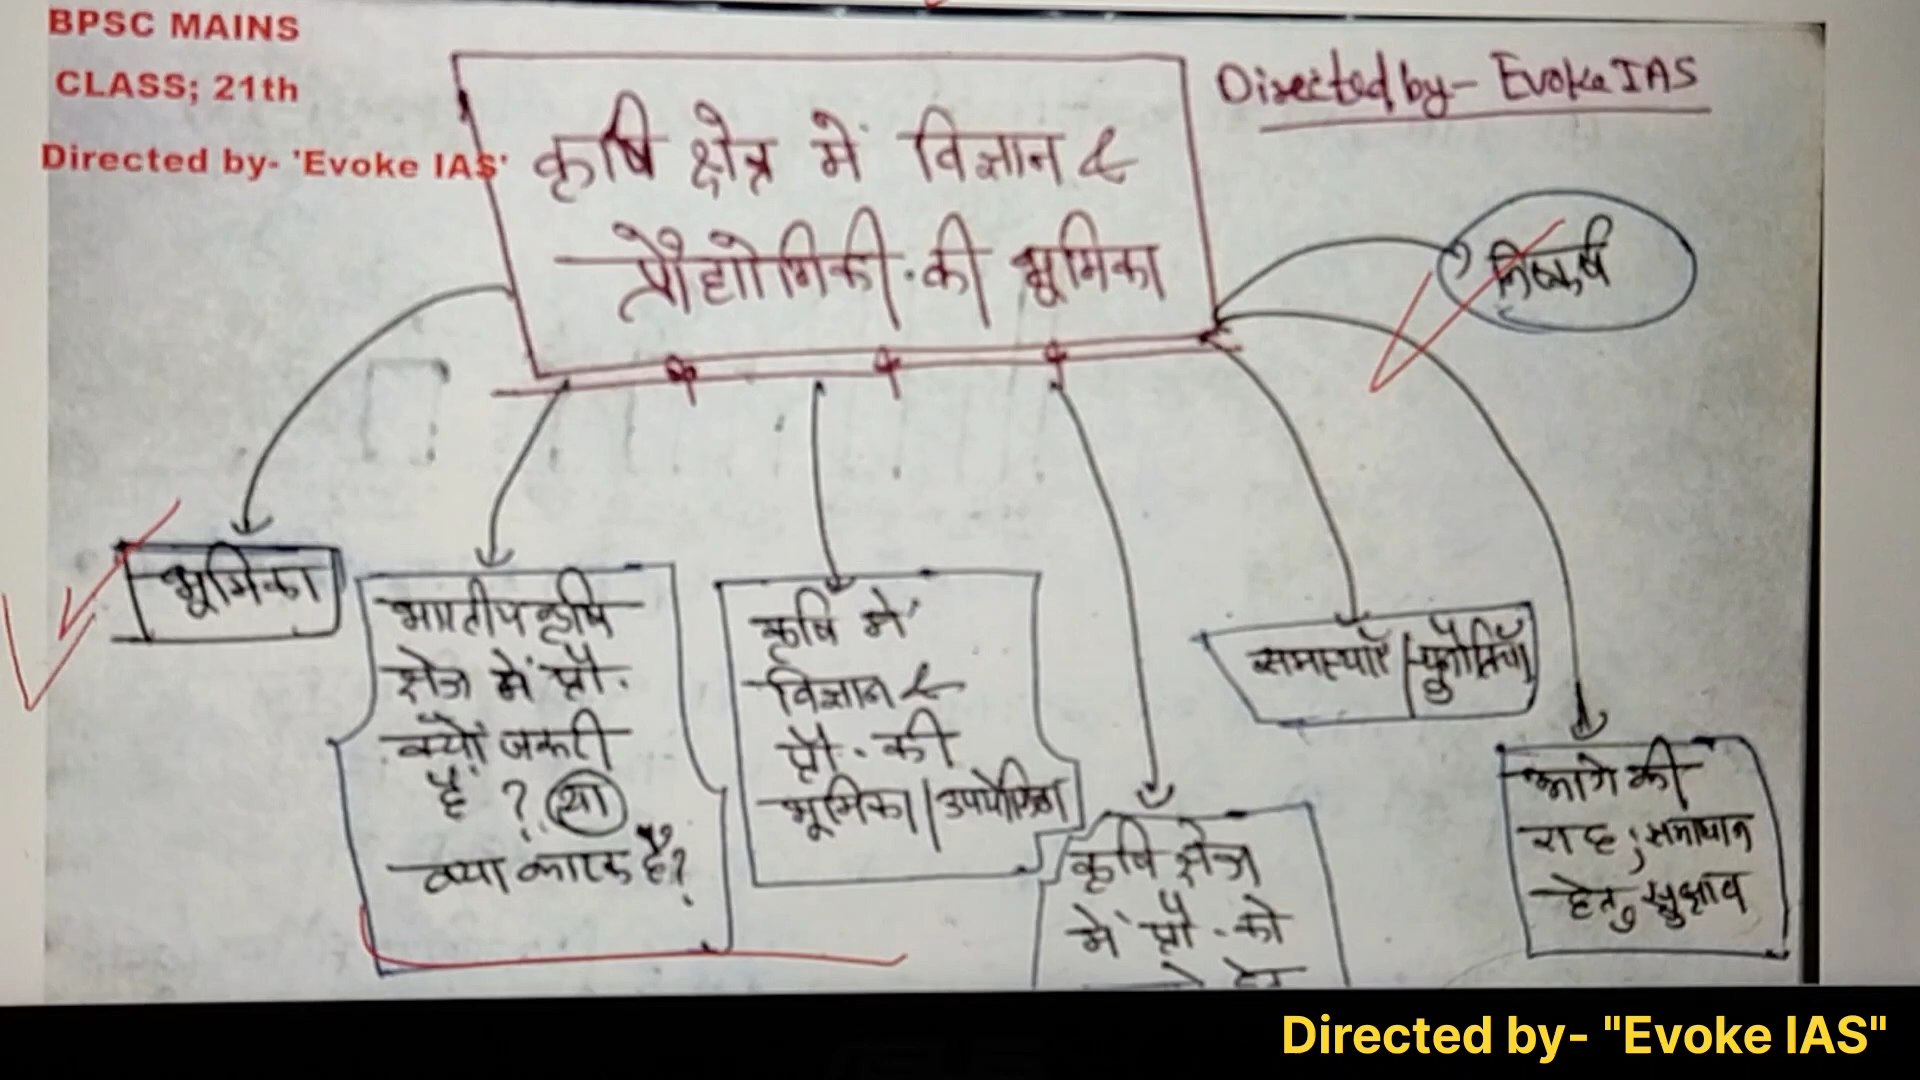 BPSC MAINS
CLASS; 21th
Directed by- 'Evoke IAS'
Directed by- Evoke IAS
कृषि क्षेत्र में विज्ञान &
प्रौद्योगिकी की भूमिका
निष्कर्ष
भूमिका
भारतीय कृषि
क्षेत्र में प्रौ.
क्यों जरूरी
है ? या
क्या कारक है?
कृषि में
विज्ञान &
प्रौ. की
भूमिका/उपयोगिता
कृषि क्षेत्र
में प्रौ. को
समस्याएँ/चुनौतियाँ
आगे की
राह; समाधान
हेतु सुझाव
Directed by- "Evoke IAS"